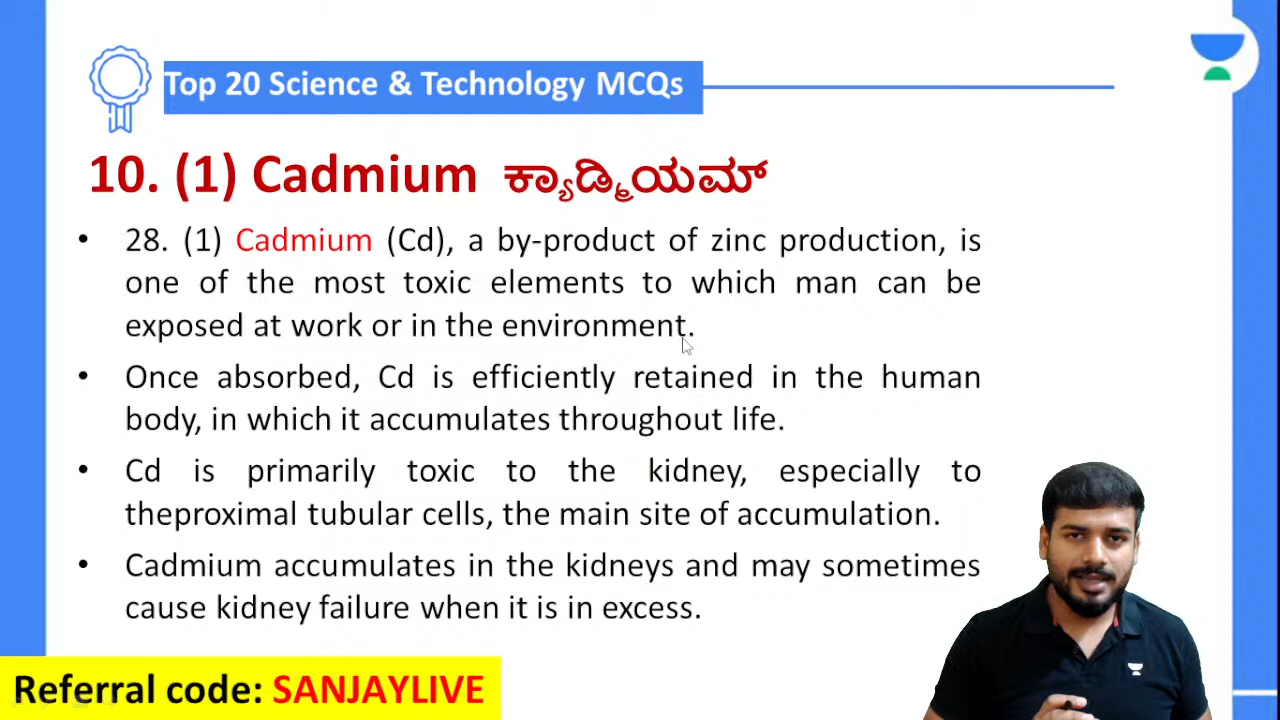 Top 20 Science & Technology MCQs
10. (1) Cadmium ಕ್ಯಾಡ್ಮಿಯಮ್
• 28. (1) Cadmium (Cd), a by-product of zinc production, is
one of the most toxic elements to which man can be
exposed at work or in the environment.
• Once absorbed, Cd is efficiently retained in the human
body, in which it accumulates throughout life.
• Cd is primarily toxic to the kidney, especially to
theproximal tubular cells, the main site of accumulation.
• Cadmium accumulates in the kidneys and may sometimes
cause kidney failure when it is in excess.
Referral code: SANJAYLIVE